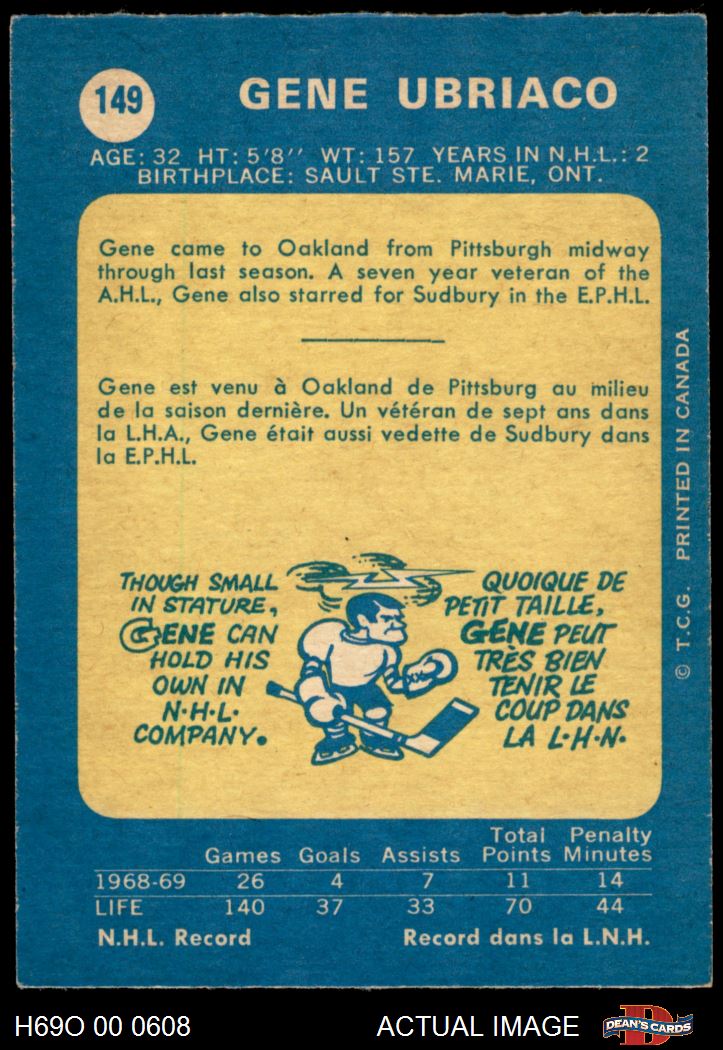 149
GENE UBRIACO
AGE: 32 HT: 5'8'' WT: 157 YEARS IN N.H.L.: 2
BIRTHPLACE: SAULT STE. MARIE, ONT.
Gene came to Oakland from Pittsburgh midway
through last season. A seven year veteran of the
A.H.L., Gene also starred for Sudbury in the E.P.H.L.
Gene est venu à Oakland de Pittsburg au milieu
de la saison dernière. Un vétéran de sept ans dans
la L.H.A., Gene était aussi vedette de Sudbury dans
la E.P.H.L.
THOUGH SMALL
IN STATURE,
GENE CAN
HOLD HIS
OWN IN
N·H·L·
COMPANY.
QUOIQUE DE
PETIT TAILLE,
GENE PEUT
TRÈS BIEN
TENIR LE
COUP DANS
LA L·H·N·
© T.C.G. PRINTED IN CANADA
Games Goals Assists Total Points Penalty Minutes
1968-69 26 4 7 11 14
LIFE 140 37 33 70 44
N.H.L. Record Record dans la L.N.H.
H69O 00 0608 ACTUAL IMAGE D DEAN'S CARDS